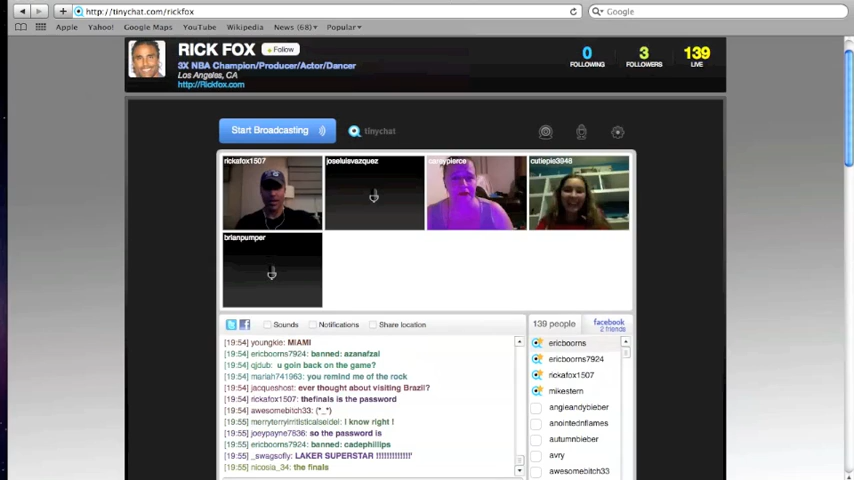 http://tinychat.com/rickfox
Google
Apple Yahoo! Google Maps YouTube Wikipedia News (68) Popular
RICK FOX
Follow
3X NBA Champion/Producer/Actor/Dancer
Los Angeles, CA
http://Rickfox.com
0 FOLLOWING
3 FOLLOWERS
139 LIVE
Start Broadcasting
tinychat
rickafox1507
joseluisvazquez
cutiepie3948
brianpumper
Sounds Notifications Share location
139 people
facebook
2 friends
[19:54] youngkie: MIAMI
[19:54] ericboorns7924: banned: azanafzal
[19:54] qjdub: u goin back on the game?
[19:54] mariah741963: you remind me of the rock
[19:54] jacqueshost: ever thought about visiting Brazil?
[19:54] rickafox1507: thefinals is the password
[19:54] awesomebitch33: (*_*)
[19:55] I know right !
[19:55] joeypayne7836: so the password is
[19:55] ericboorns7924: banned: cadephillips
[19:55] _swagsofly: LAKER SUPERSTAR !!!!!!!!!!!!!'
[19:55] nicosia_34: the finals
ericboorns
ericboorns7924
rickafox1507
mikestern
angieandybieber
anointedflames
autumnbieber
avry
awesomebitch33